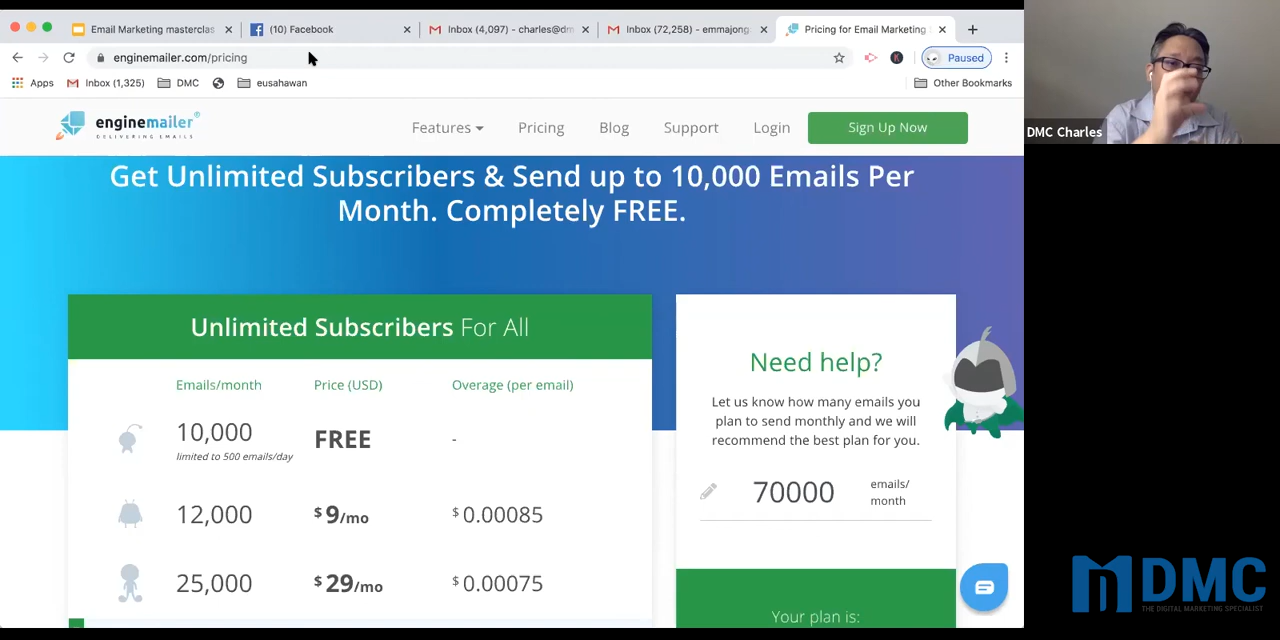 Email Marketing masterclas
(10) Facebook
Inbox (4,097) - charles@dm
Inbox (72,258) - emmajong
Pricing for Email Marketing
enginemailer.com/pricing
Paused
Apps
Inbox (1,325)
DMC
eusahawan
Other Bookmarks
enginemailer®
DELIVERING EMAILS
Features
Pricing
Blog
Support
Login
Sign Up Now
DMC Charles
Get Unlimited Subscribers & Send up to 10,000 Emails Per
Month. Completely FREE.
Unlimited Subscribers For All
Emails/month
Price (USD)
Overage (per email)
10,000
FREE
-
limited to 500 emails/day
12,000
$9/mo
$0.00085
25,000
$29/mo
$0.00075
Need help?
Let us know how many emails you
plan to send monthly and we will
recommend the best plan for you.
70000
emails/
month
Your plan is:
DMC
THE DIGITAL MARKETING SPECIALIST